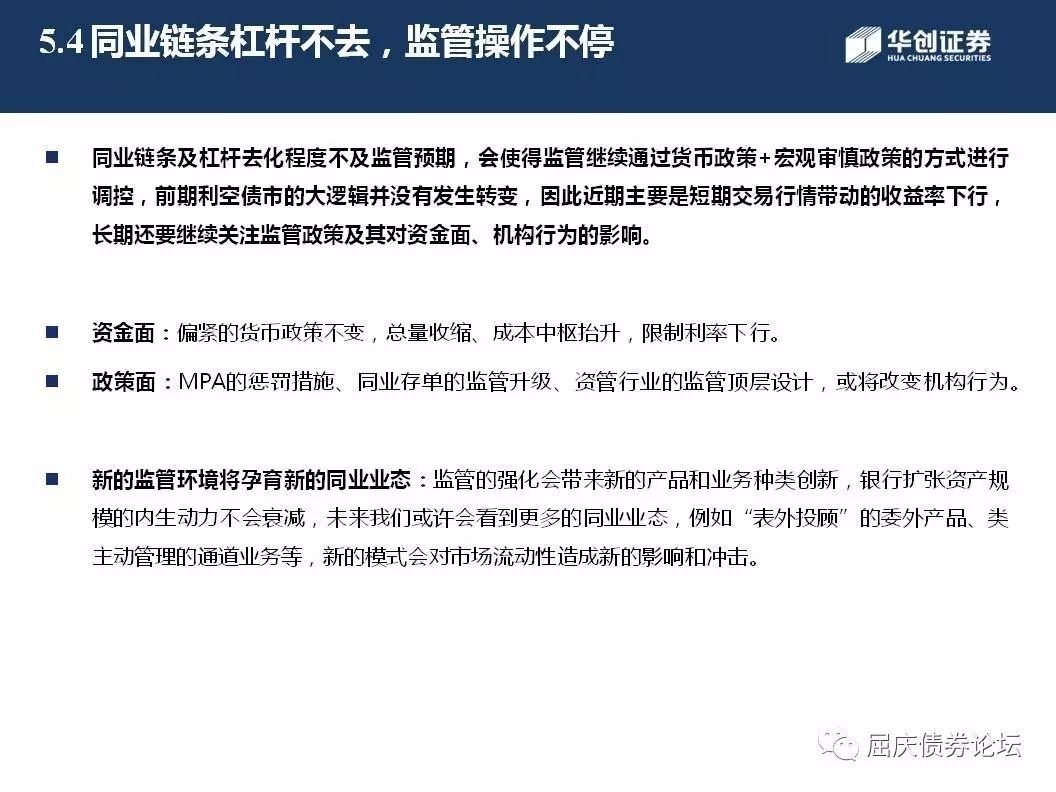 5.4 同业链条杠杆不去，监管操作不停
华创证券
HUA CHUANG SECURITIES
同业链条及杠杆去化程度不及监管预期，会使得监管继续通过货币政策+宏观审慎政策的方式进行
调控，前期利空债市的大逻辑并没有发生转变，因此近期主要是短期交易行情带动的收益率下行，
长期还要继续关注监管政策及其对资金面、机构行为的影响。
资金面：偏紧的货币政策不变，总量收缩、成本中枢抬升，限制利率下行。
政策面：MPA的惩罚措施、同业存单的监管升级、资管行业的监管顶层设计，或将改变机构行为。
新的监管环境将孕育新的同业业态：监管的强化会带来新的产品和业务种类创新，银行扩张资产规
模的内生动力不会衰减，未来我们或许会看到更多的同业业态，例如“表外投顾”的委外产品、类
主动管理的通道业务等，新的模式会对市场流动性造成新的影响和冲击。
屈庆债券论坛